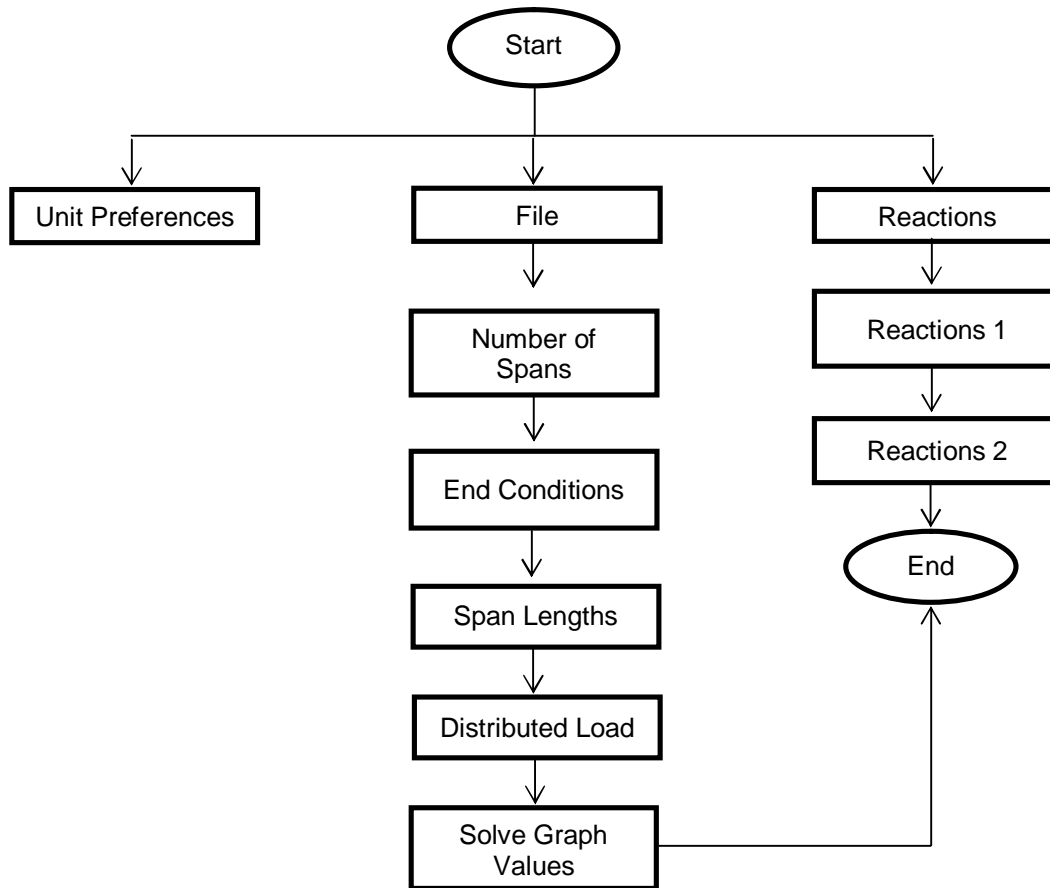 Start
Unit Preferences
File
Reactions
Number of
Spans
Reactions 1
End Conditions
Reactions 2
Span Lengths
End
Distributed Load
Solve Graph
Values